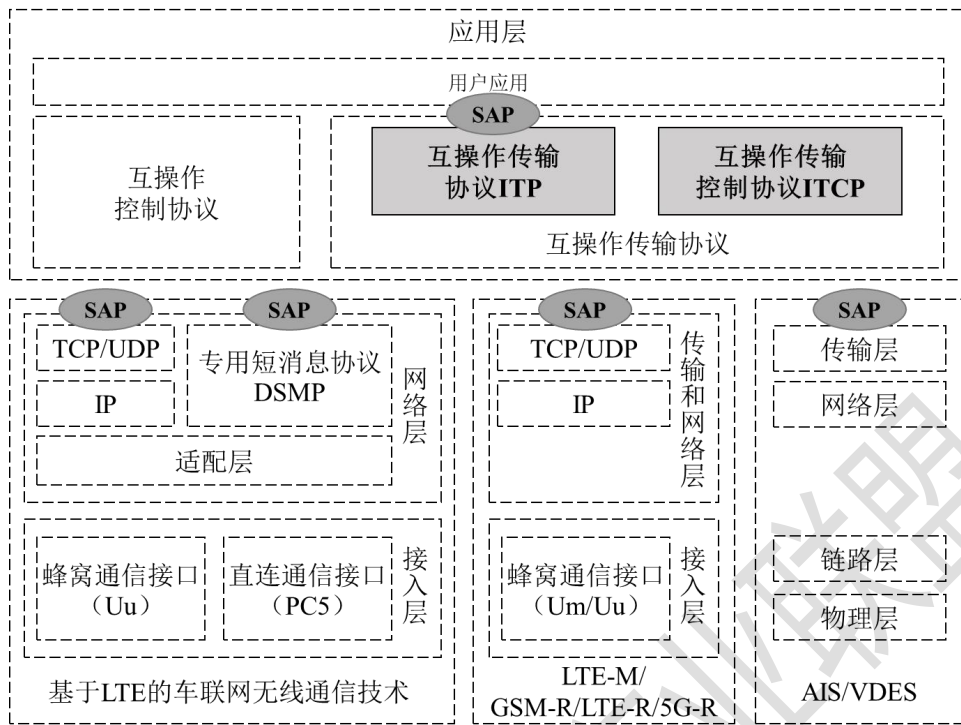 应用层
用户应用
SAP
互操作
控制协议
互操作传输
协议ITP
互操作传输
控制协议ITCP
互操作传输协议
SAP
SAP
TCP/UDP
IP
专用短消息协议
DSMP
适配层
网络层
蜂窝通信接口
（Uu）
直连通信接口
（PC5）
接入层
基于LTE的车联网无线通信技术
SAP
TCP/UDP
IP
传输和网络层
蜂窝通信接口
（Um/Uu）
接入层
LTE-M/
GSM-R/LTE-R/5G-R
SAP
传输层
网络层
链路层
物理层
AIS/VDES
业联盟